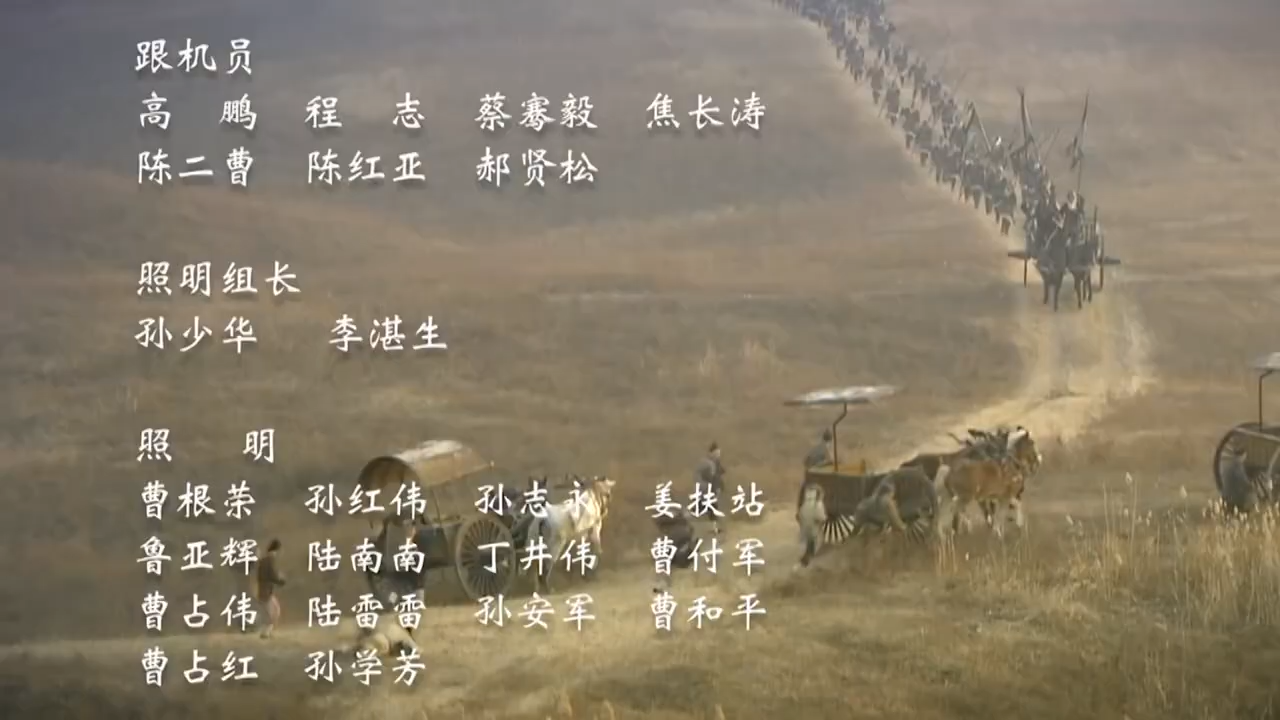 跟机员
高　鹏　程　志　蔡骞毅　焦长涛
陈二曹　陈红亚　郝贤松
照明组长
孙少华　李湛生
照　明
曹根荣　孙红伟　孙志永　姜扶站
鲁亚辉　陆南南　丁井伟　曹付军
曹占伟　陆雷雷　孙安军　曹和平
曹占红　孙学芳